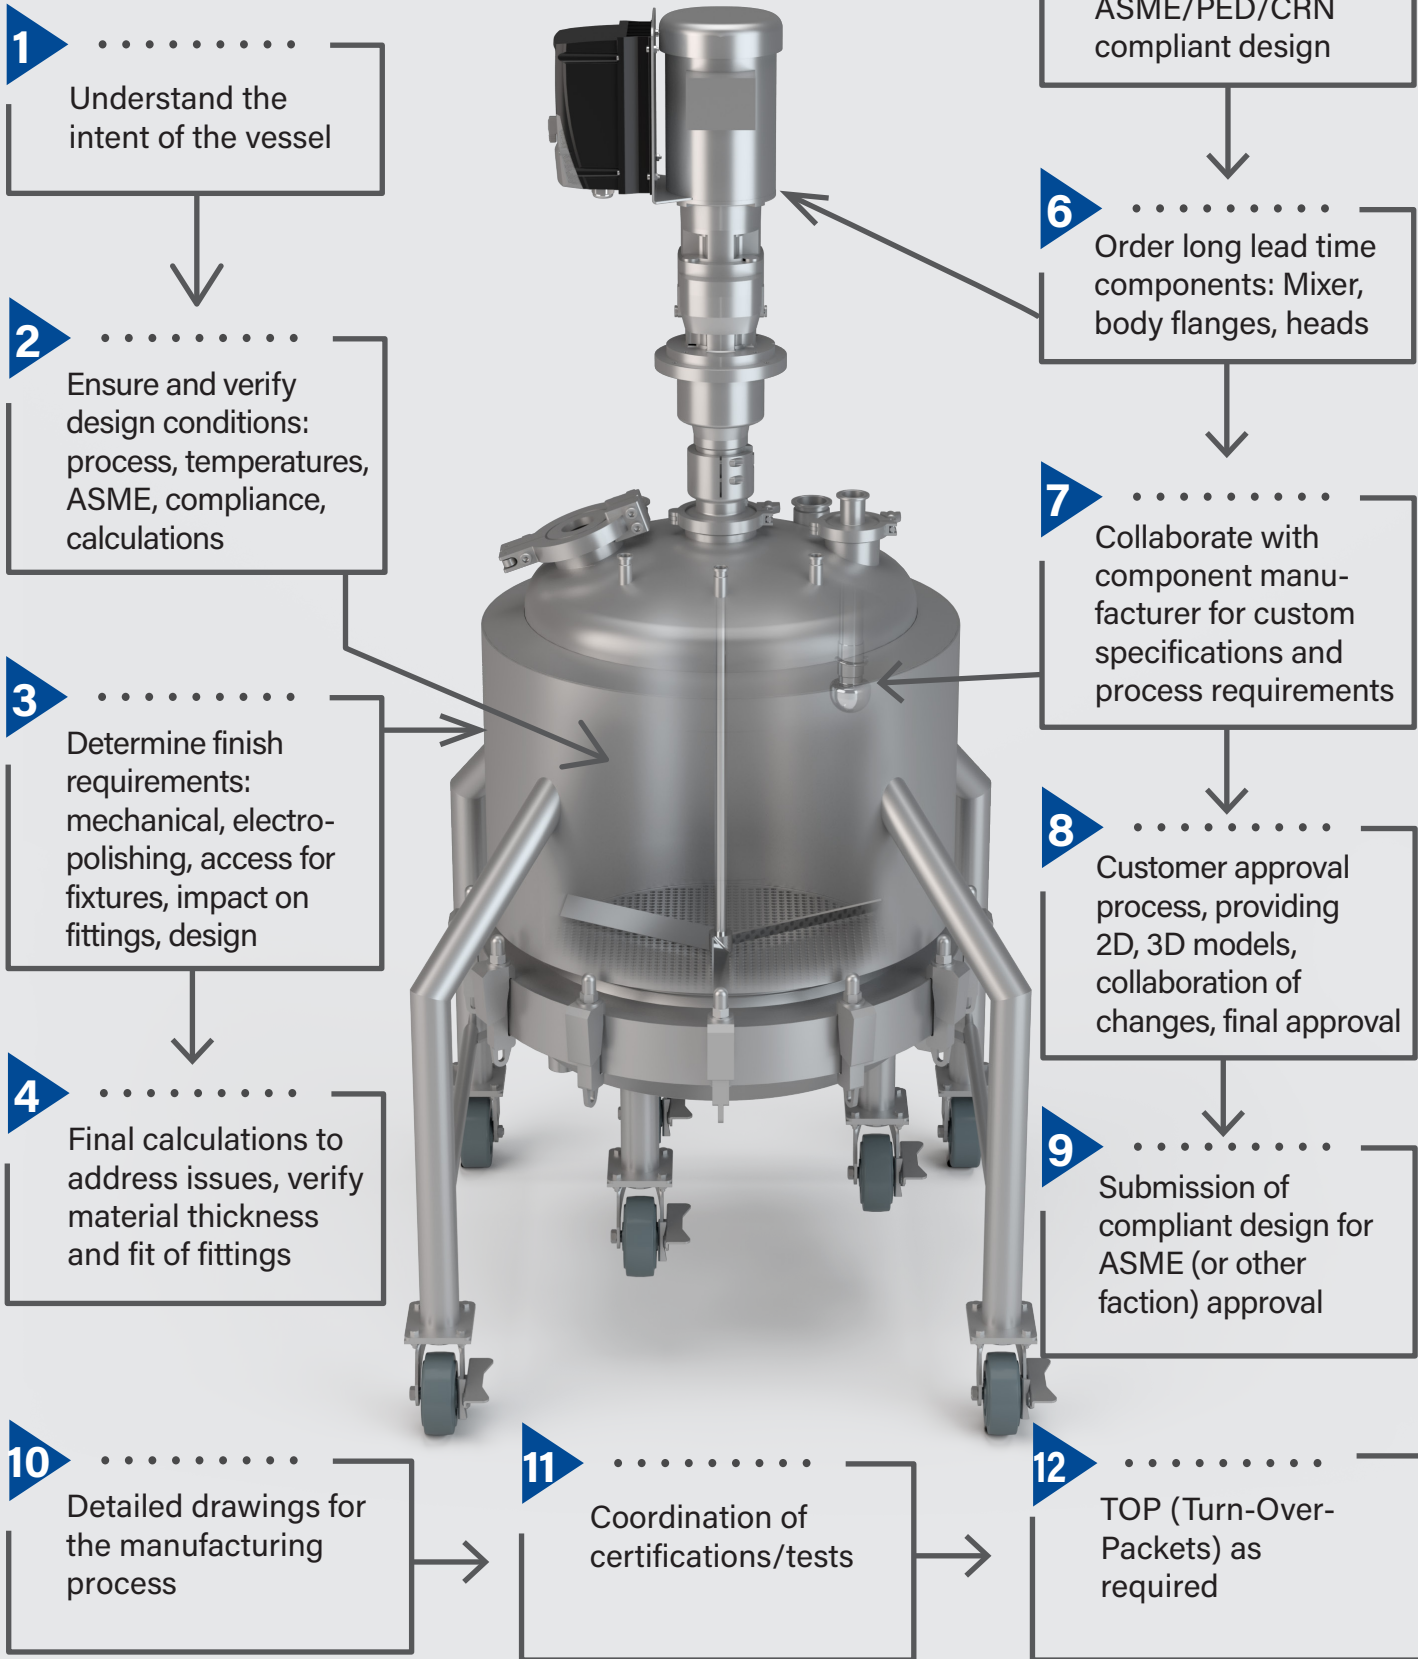 1
Understand the
intent of the vessel
2
Ensure and verify
design conditions:
process, temperatures,
ASME, compliance,
calculations
3
Determine finish
requirements:
mechanical, electro-
polishing, access for
fixtures, impact on
fittings, design
4
Final calculations to
address issues, verify
material thickness
and fit of fittings
ASME/PED/CRN
compliant design
6
Order long lead time
components: Mixer,
body flanges, heads
7
Collaborate with
component manu-
facturer for custom
specifications and
process requirements
8
Customer approval
process, providing
2D, 3D models,
collaboration of
changes, final approval
9
Submission of
compliant design for
ASME (or other
faction) approval
10
Detailed drawings for
the manufacturing
process
11
Coordination of
certifications/tests
12
TOP (Turn-Over-
Packets) as
required